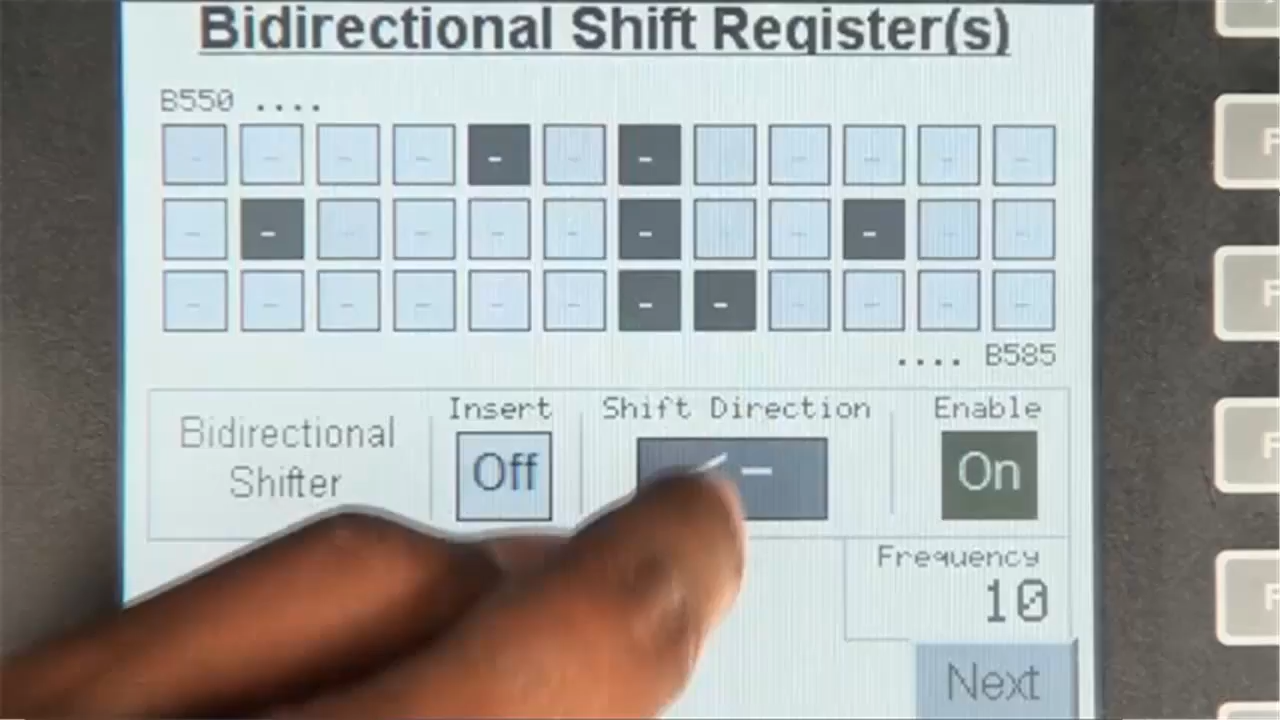 Bidirectional Shift Register(s)
B550 ....
- - - - - - - - - - - -
- - - - - - - - - - - -
- - - - - - - - - - - -
.... B585
Bidirectional
Shifter
Insert
Off
Shift Direction
< -
Enable
On
Frequency
10
Next
F
F
F
F